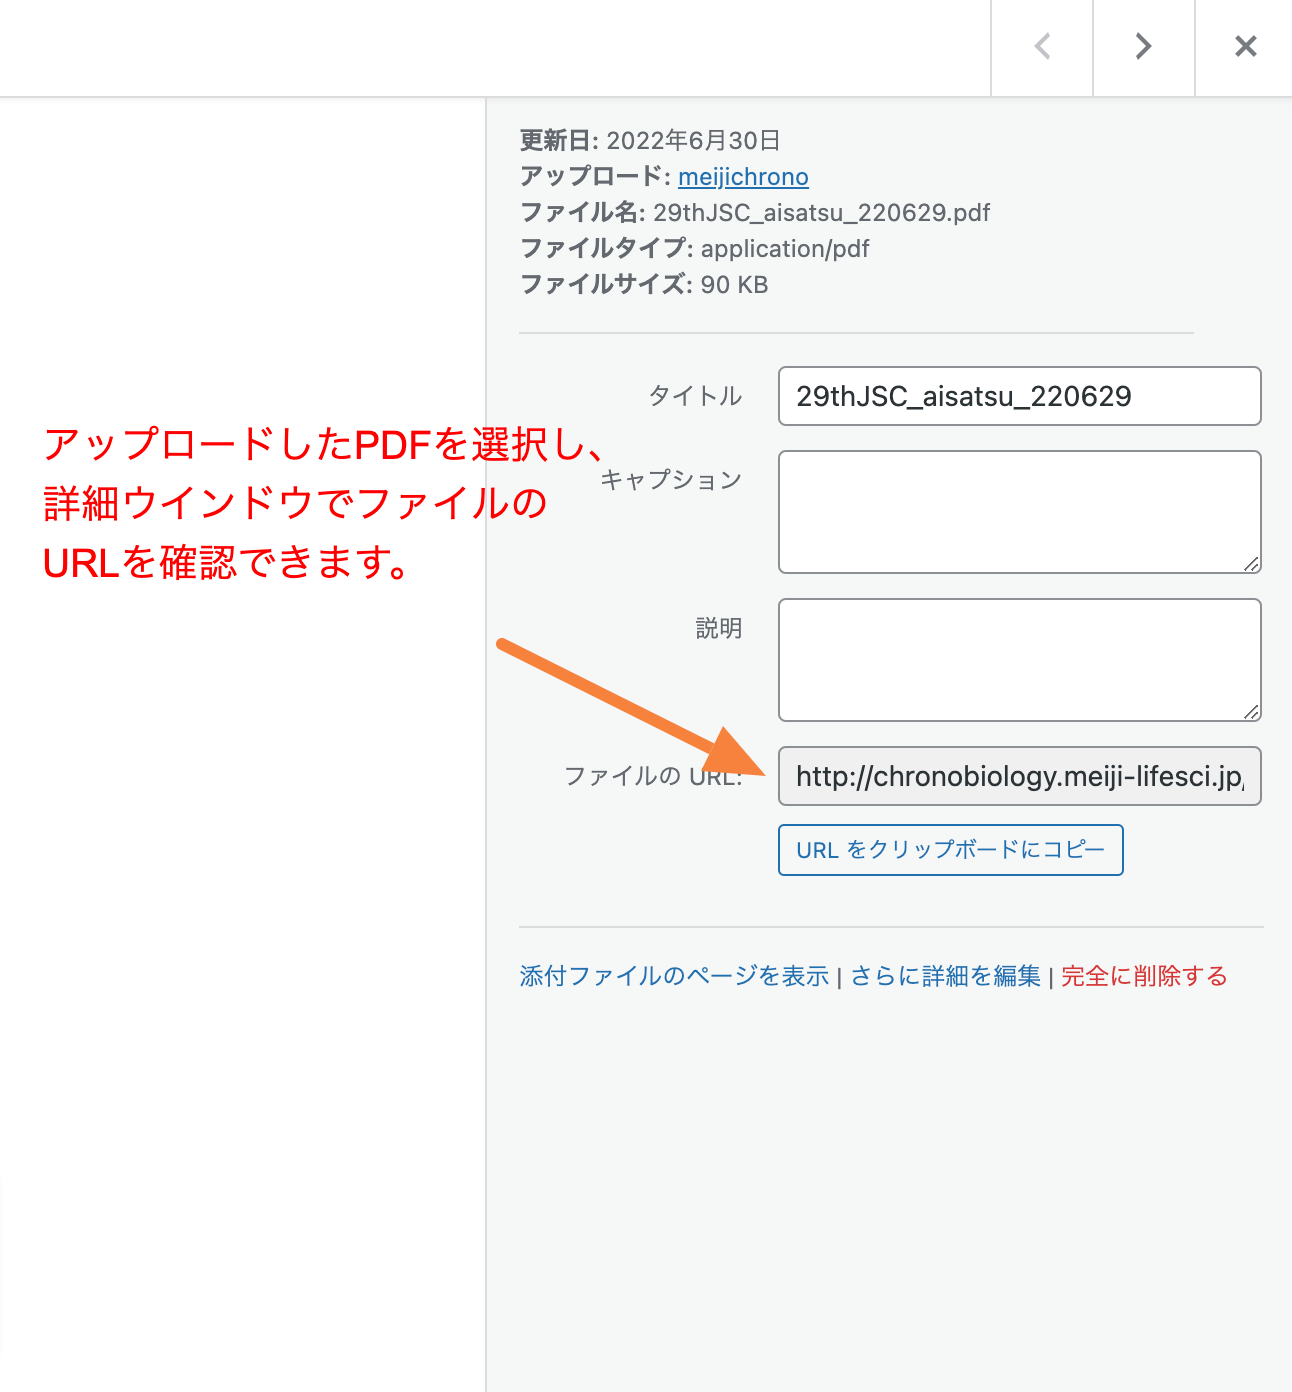 更新日: 2022年6月30日
アップロード: meijichrono
ファイル名: 29thJSC_aisatsu_220629.pdf
ファイルタイプ: application/pdf
ファイルサイズ: 90 KB
タイトル 29thJSC_aisatsu_220629
アップロードしたPDFを選択し、
詳細ウインドウでファイルの
URLを確認できます。
キャプション
説明
ファイルの URL: http://chronobiology.meiji-lifesci.jp/
URL をクリップボードにコピー
添付ファイルのページを表示 | さらに詳細を編集 | 完全に削除する